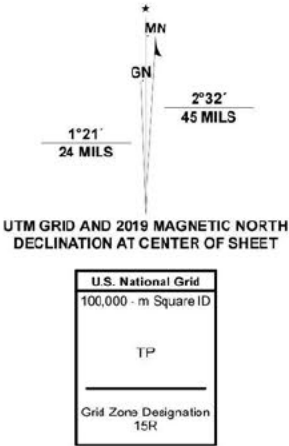 ★
MN
GN
2°32´
45 MILS
1°21´
24 MILS
UTM GRID AND 2019 MAGNETIC NORTH
DECLINATION AT CENTER OF SHEET
U.S. National Grid
100,000 - m Square ID
TP
Grid Zone Designation
15R